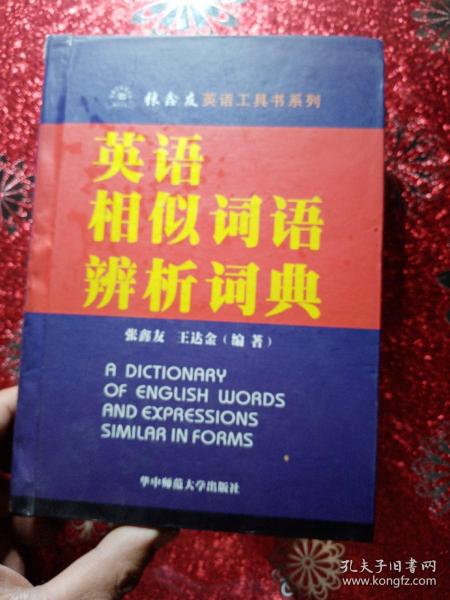 张鑫友英语工具书系列
英语
相似词语
辨析词典
张鑫友 王达金（编著）
A DICTIONARY
OF ENGLISH WORDS
AND EXPRESSIONS
SIMILAR IN FORMS
华中师范大学出版社
孔夫子旧书网
www.kongfz.com